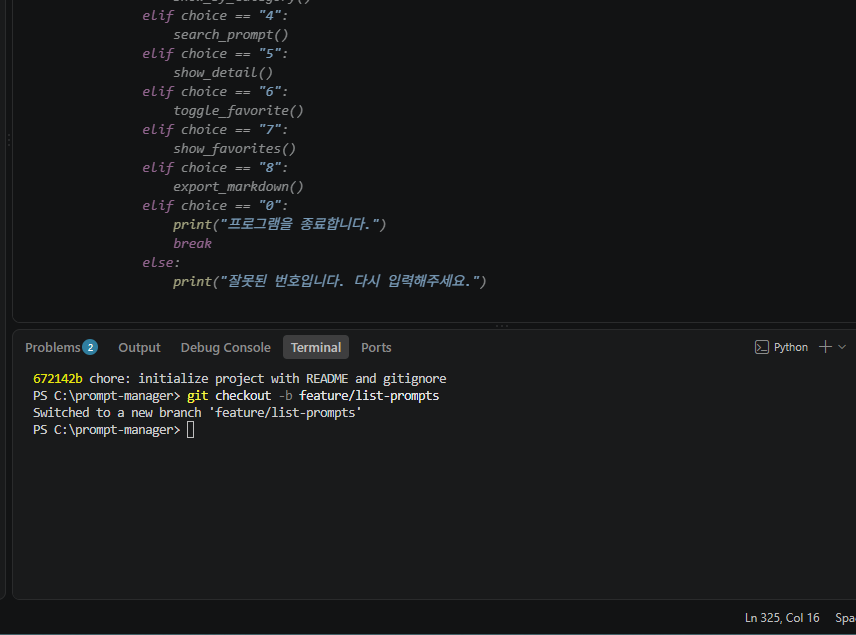 elif choice == "4":
search_prompt()
elif choice == "5":
show_detail()
elif choice == "6":
toggle_favorite()
elif choice == "7":
show_favorites()
elif choice == "8":
export_markdown()
elif choice == "0":
print("프로그램을 종료합니다.")
break
else:
print("잘못된 번호입니다. 다시 입력해주세요.")
Problems 2 Output Debug Console Terminal Ports Python
672142b chore: initialize project with README and gitignore
PS C:\prompt-manager> git checkout -b feature/list-prompts
Switched to a new branch 'feature/list-prompts'
PS C:\prompt-manager>
Ln 325, Col 16 Spa